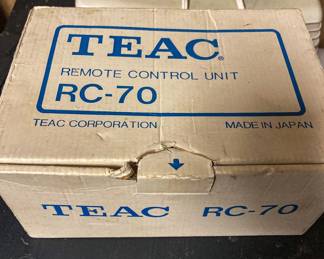 TEAC®
REMOTE CONTROL UNIT
RC-70
TEAC CORPORATION MADE IN JAPAN
TEAC RC-70